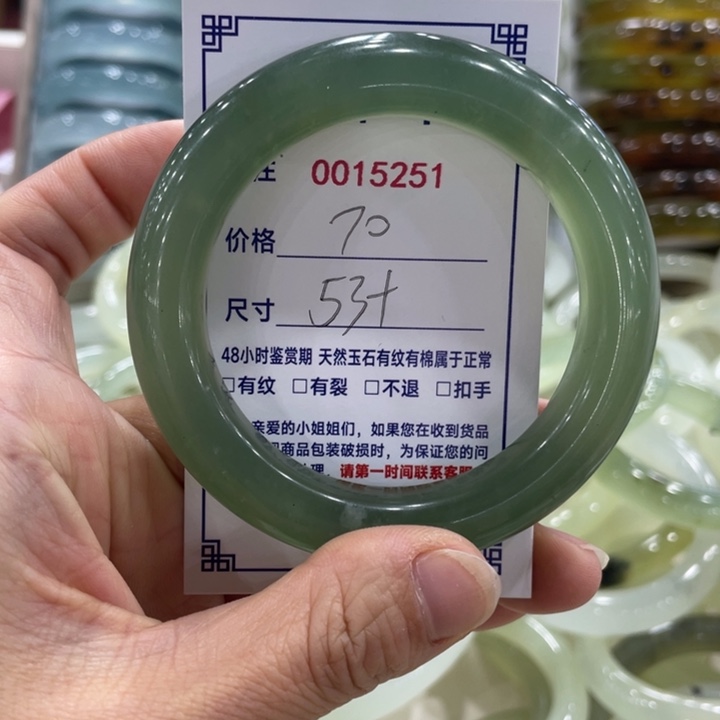 0015251
价格 70
尺寸 53+
48小时鉴赏期 天然玉石有纹有棉属于正常
□有纹 □有裂 □不退 □扣手
亲爱的小姐姐们，如果您在收到货品
商品包装破损时，为保证您的问
请第一时间联系客服